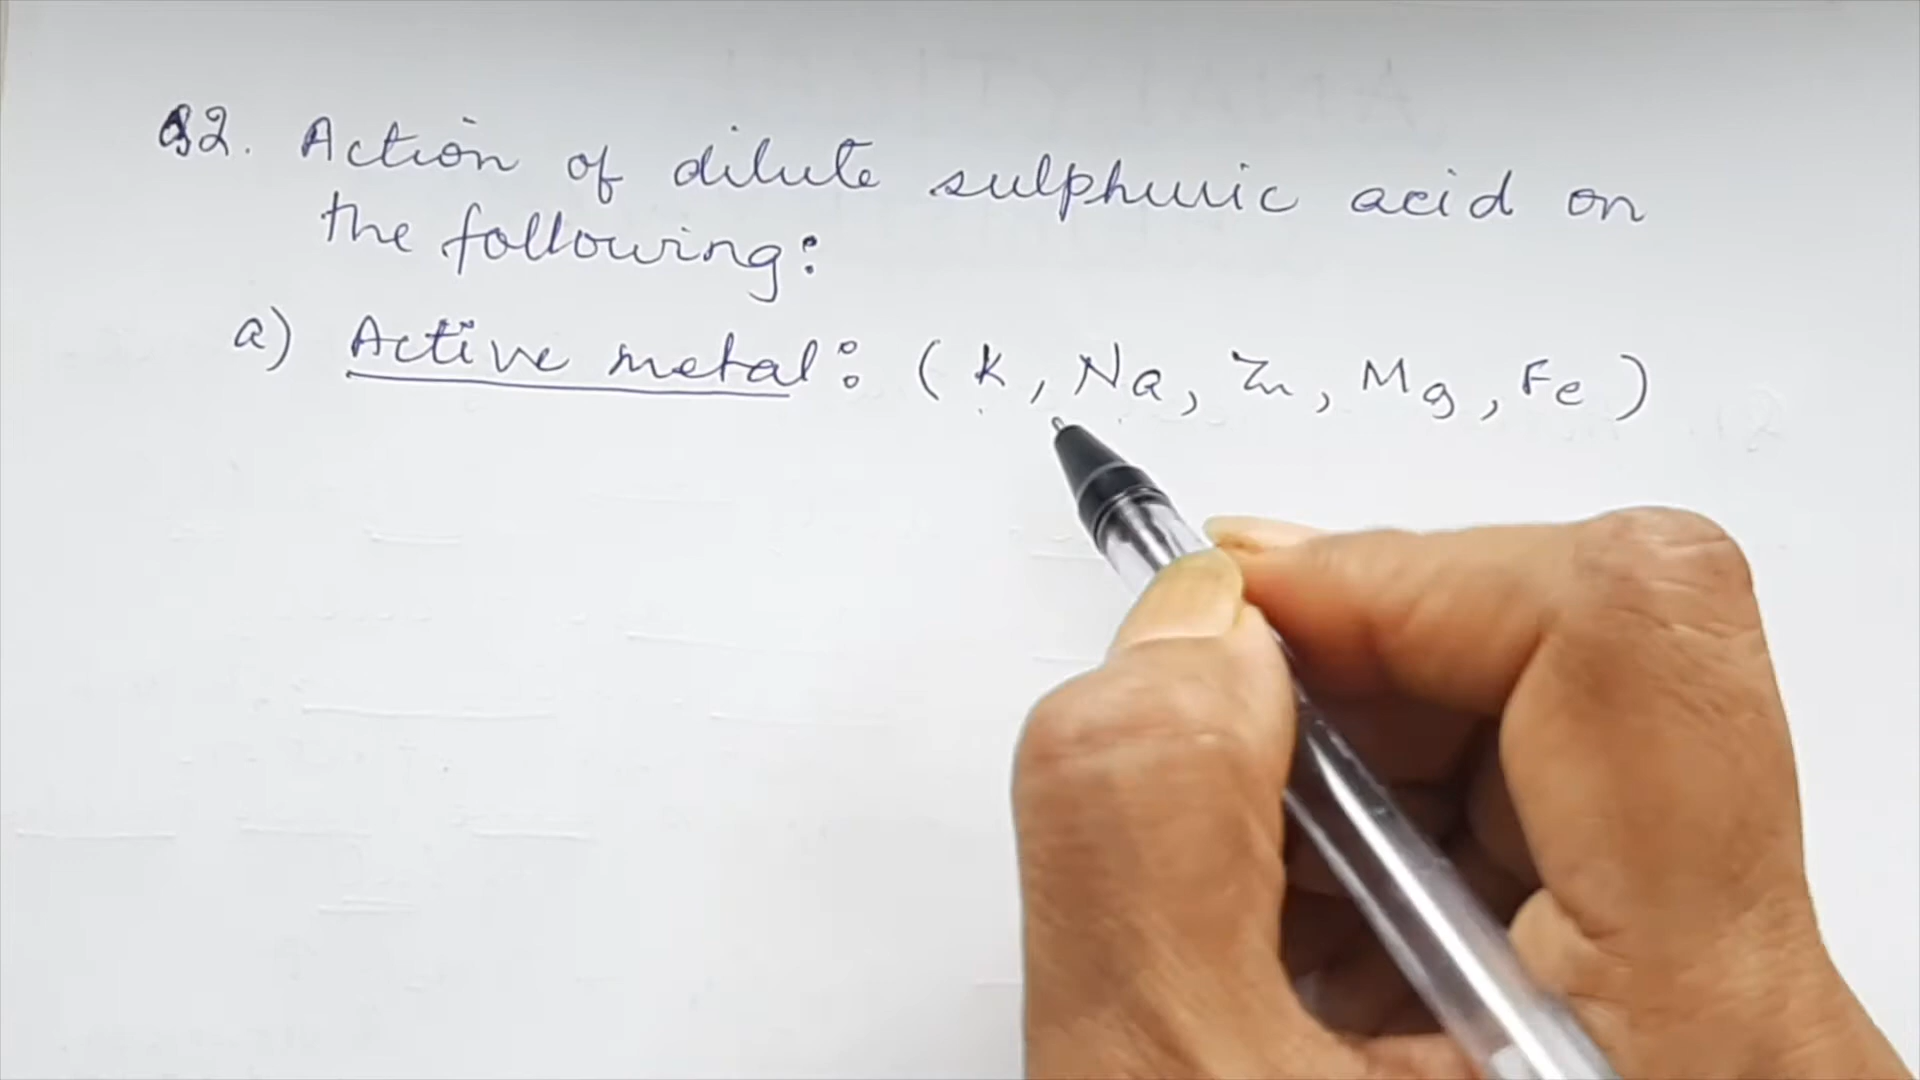 Q2. Action of dilute sulphuric acid on
the following:
a) Active metal: (K, Na, Zn, Mg, Fe)